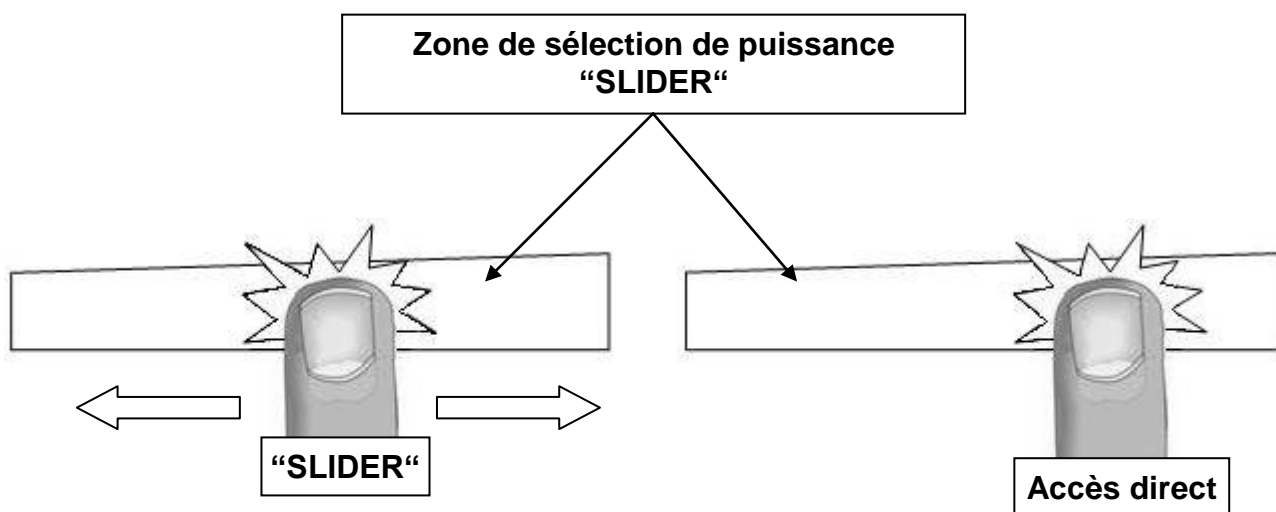 Zone de sélection de puissance
“SLIDER“
“SLIDER“
Accès direct